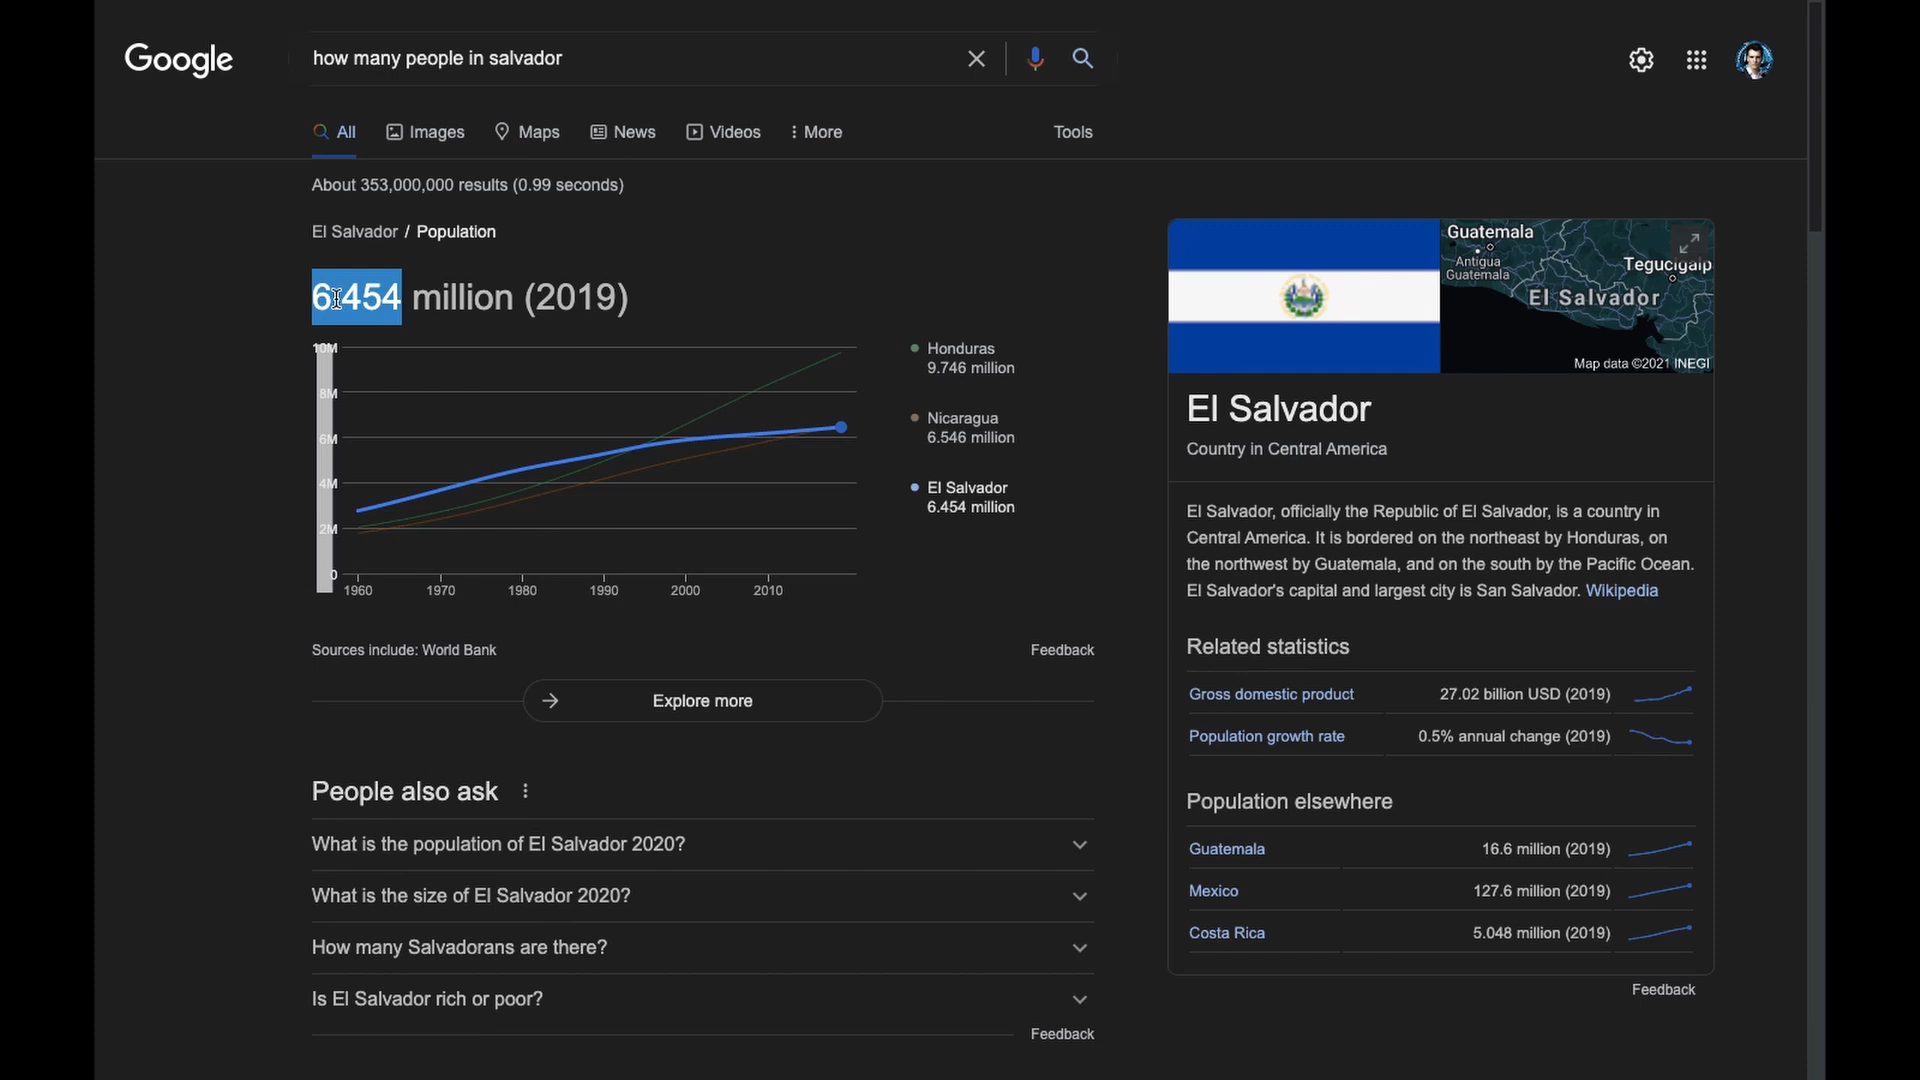 Google
how many people in salvador
All
Images
Maps
News
Videos
More
Tools
About 353,000,000 results (0.99 seconds)
El Salvador / Population
6.454 million (2019)
10M
8M
6M
4M
2M
0
1960
1970
1980
1990
2000
2010
Honduras
9.746 million
Nicaragua
6.546 million
El Salvador
6.454 million
Sources include: World Bank
Feedback
Explore more
People also ask
What is the population of El Salvador 2020?
What is the size of El Salvador 2020?
How many Salvadorans are there?
Is El Salvador rich or poor?
Feedback
Guatemala
Antigua
Guatemala
Tegucigalp
El Salvador
Map data ©2021 INEGI
El Salvador
Country in Central America
El Salvador, officially the Republic of El Salvador, is a country in
Central America. It is bordered on the northeast by Honduras, on
the northwest by Guatemala, and on the south by the Pacific Ocean.
El Salvador's capital and largest city is San Salvador. Wikipedia
Related statistics
Gross domestic product 27.02 billion USD (2019)
Population growth rate 0.5% annual change (2019)
Population elsewhere
Guatemala 16.6 million (2019)
Mexico 127.6 million (2019)
Costa Rica 5.048 million (2019)
Feedback